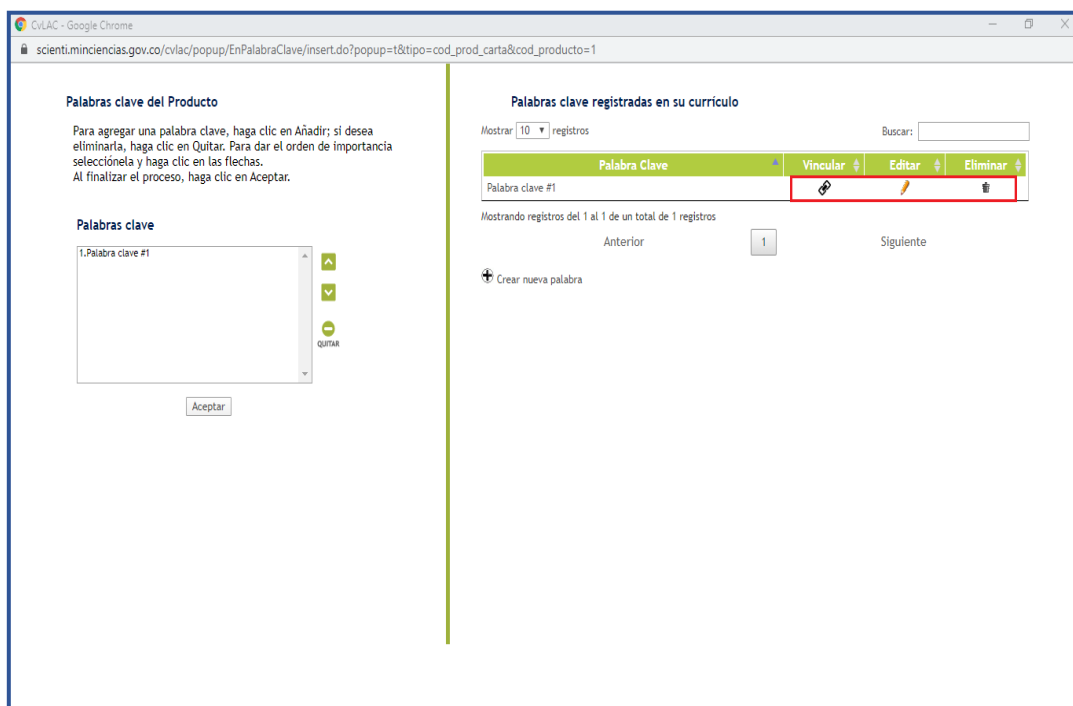 CvLAC - Google Chrome
scienti.minciencias.gov.co/cvlac/popup/EnPalabraClave/insert.do?popup=t&tipo=cod_prod_carta&cod_producto=1
Palabras clave del Producto
Para agregar una palabra clave, haga clic en Añadir; si desea
eliminarla, haga clic en Quitar. Para dar el orden de importancia
selecciónela y haga clic en las flechas.
Al finalizar el proceso, haga clic en Aceptar.
Palabras clave
1.Palabra clave #1
QUITAR
Aceptar
Palabras clave registradas en su currículo
Mostrar 10 registros
Buscar:
Palabra Clave Vincular Editar Eliminar
Palabra clave #1
Mostrando registros del 1 al 1 de un total de 1 registros
Anterior 1 Siguiente
Crear nueva palabra